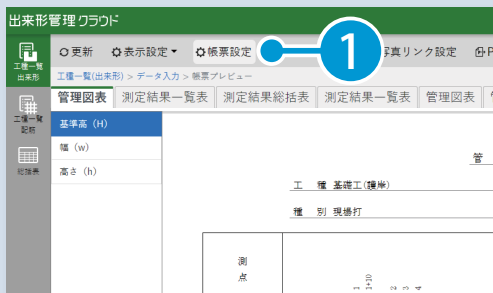 出来形管理クラウド
更新 表示設定 帳票設定 1 写真リンク設定
工種一覧
出来形
工種一覧(出来形) > データ入力 > 帳票プレビュー
管理図表 測定結果一覧表 測定結果総括表 測定結果一覧表 管理図表
工種一覧
配筋
総括表
基準高 (H)
幅 (w)
高さ (h)
管
工 種 基礎工(護岸)
種 別 現場打
測
点
1+10